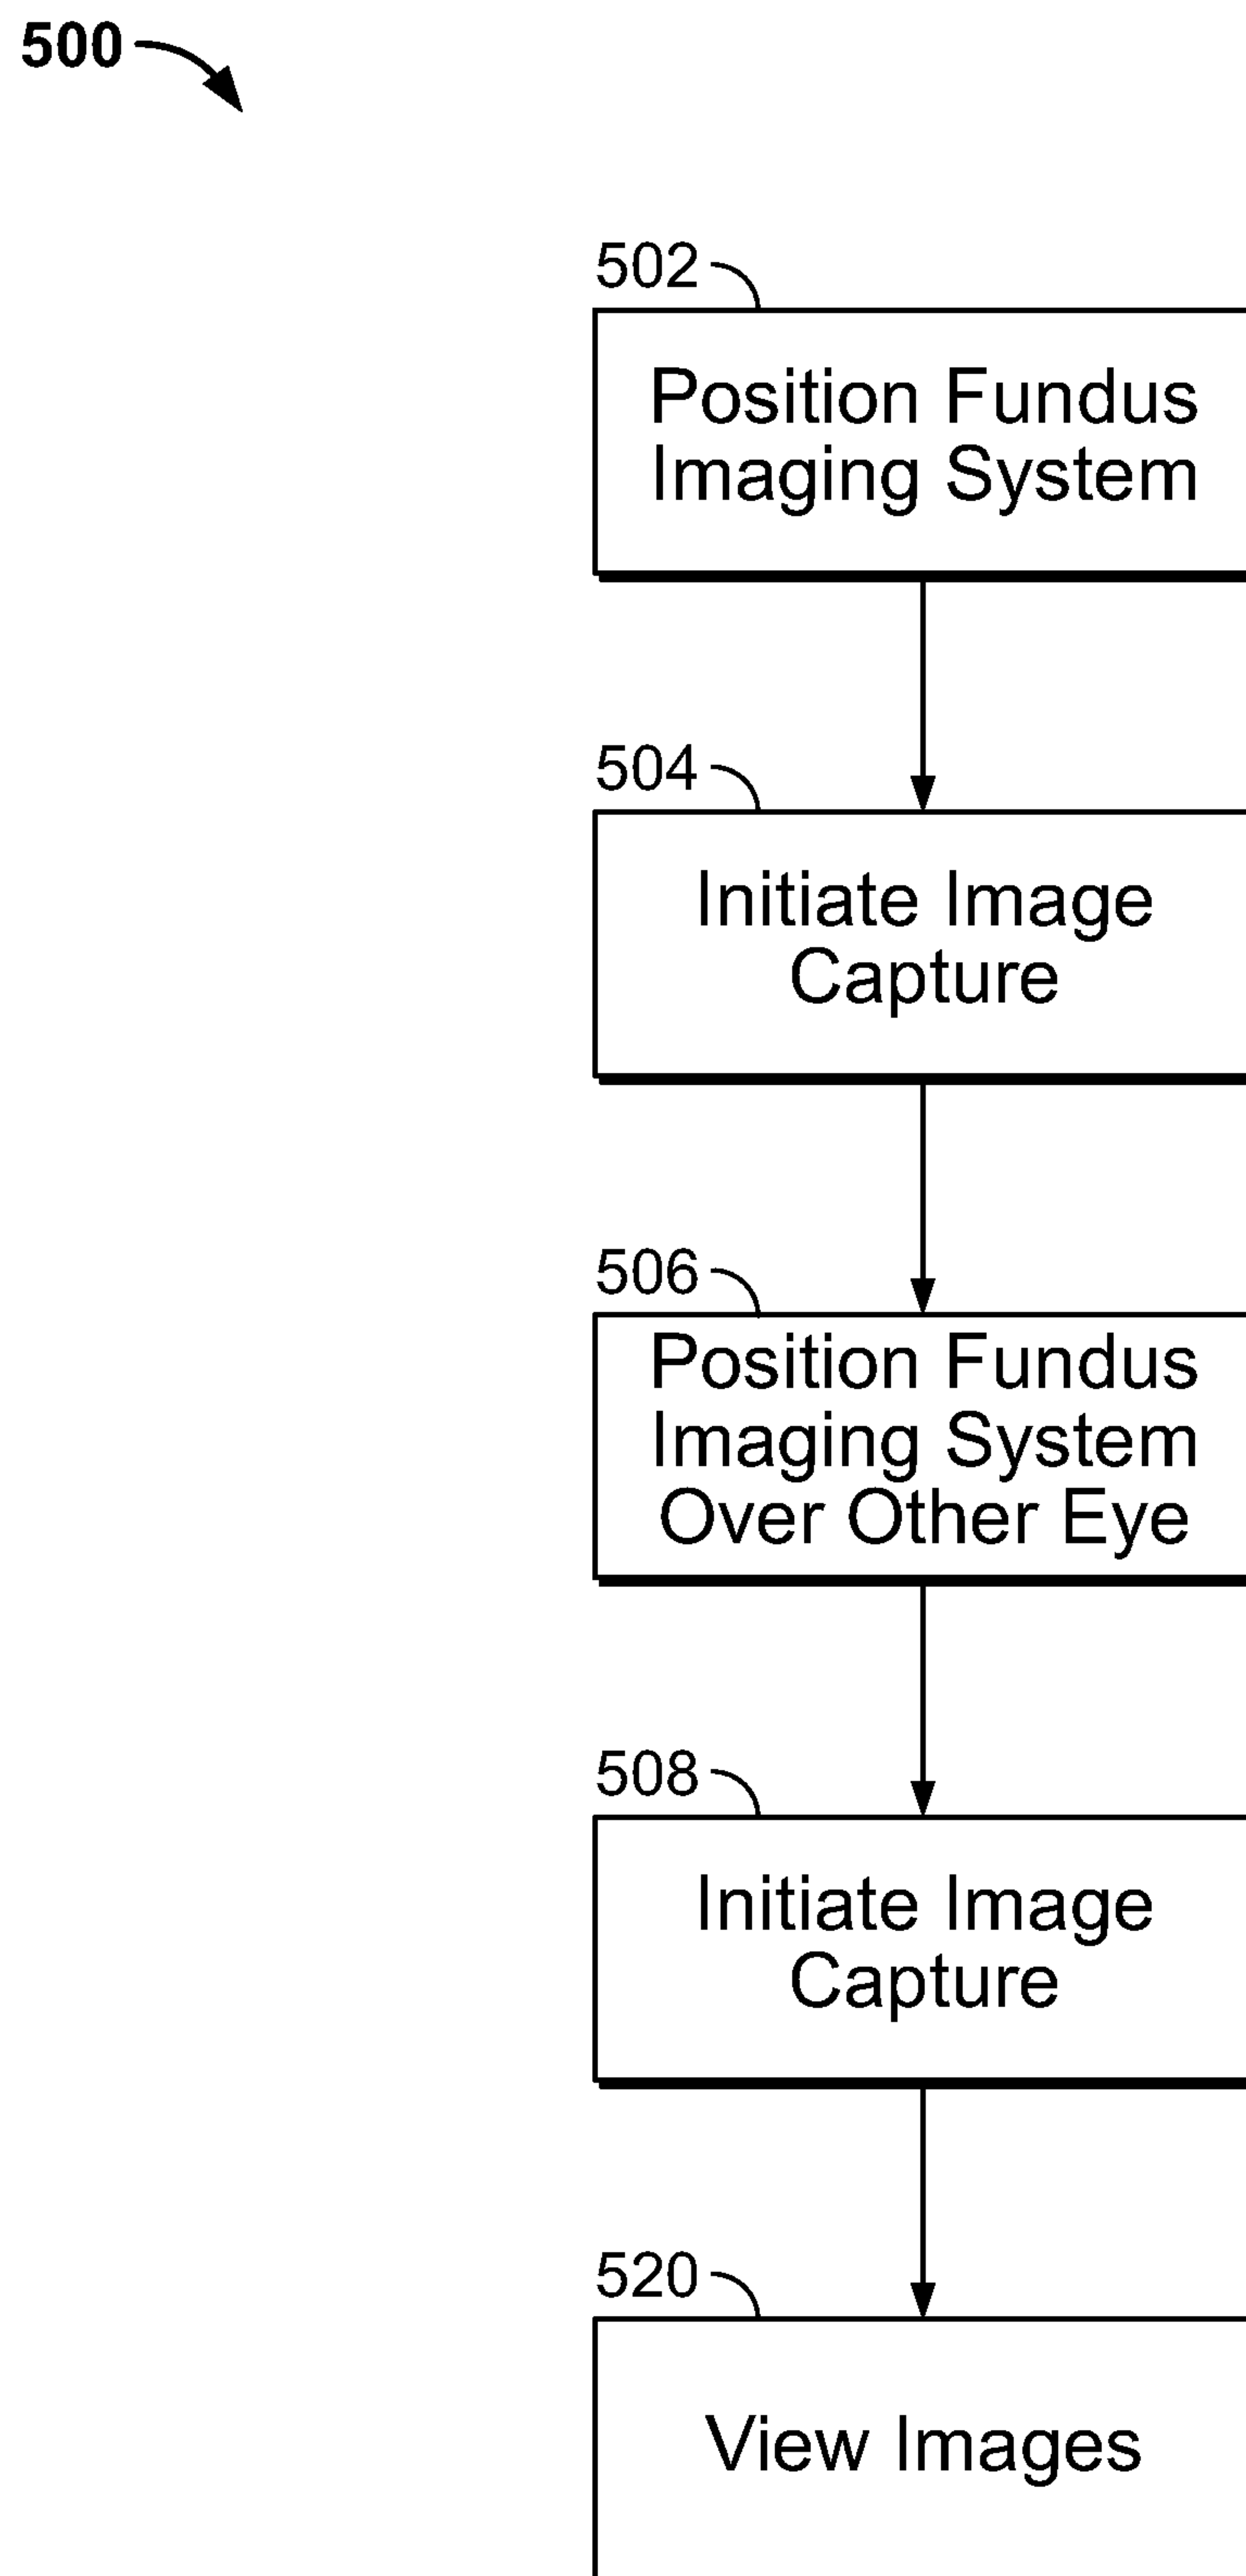 500
502
Position Fundus
Imaging System
504
Initiate Image
Capture
506
Position Fundus
Imaging System
Over Other Eye
508
Initiate Image
Capture
520
View Images